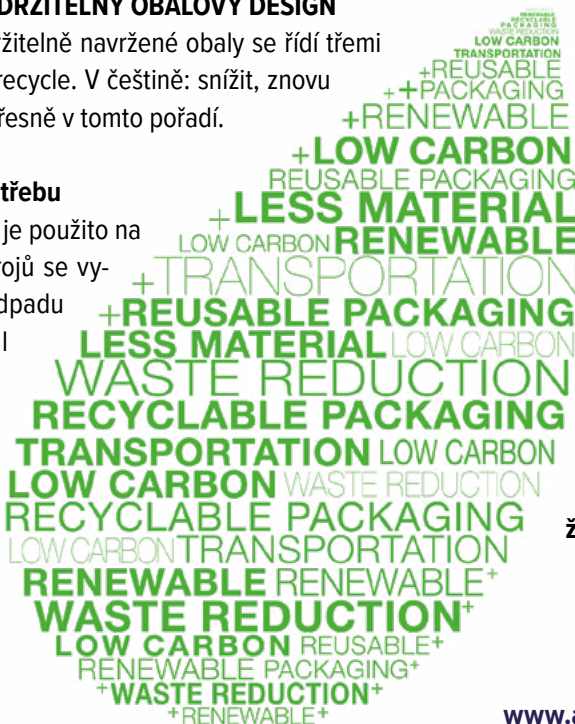 DRŽITELNÝ OBALOVÝ DESIGN
ržitelně navržené obaly se řídí třemi
recycle. V češtině: snížit, znovu
řesně v tomto pořadí.
třebu
je použito na
rojů se vy-
dpadu
l
RENEWABLE
RECYCLABLE
PACKAGING
WASTE REDUCTION
LOW CARBON
TRANSPORTATION
+REUSABLE
++PACKAGING
+RENEWABLE
+LOW CARBON
REUSABLE PACKAGING
+LESS MATERIAL
LOW CARBON RENEWABLE
+TRANSPORTATION
+REUSABLE PACKAGING
LESS MATERIAL LOW CARBON
WASTE REDUCTION
RECYCLABLE PACKAGING
TRANSPORTATION LOW CARBON
LOW CARBON WASTE REDUCTION
RECYCLABLE PACKAGING
LOW CARBON TRANSPORTATION
RENEWABLE RENEWABLE+
WASTE REDUCTION+
LOW CARBON REUSABLE+
RENEWABLE PACKAGING+
+WASTE REDUCTION+
+RENEWABLE+
ž
www.a